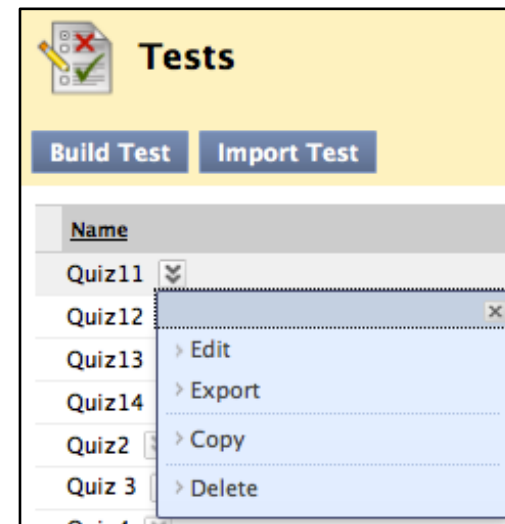 Tests
Build Test Import Test
Name
Quiz11
Quiz12
Edit
Quiz13
Export
Quiz14
Copy
Quiz2
Quiz 3
Delete